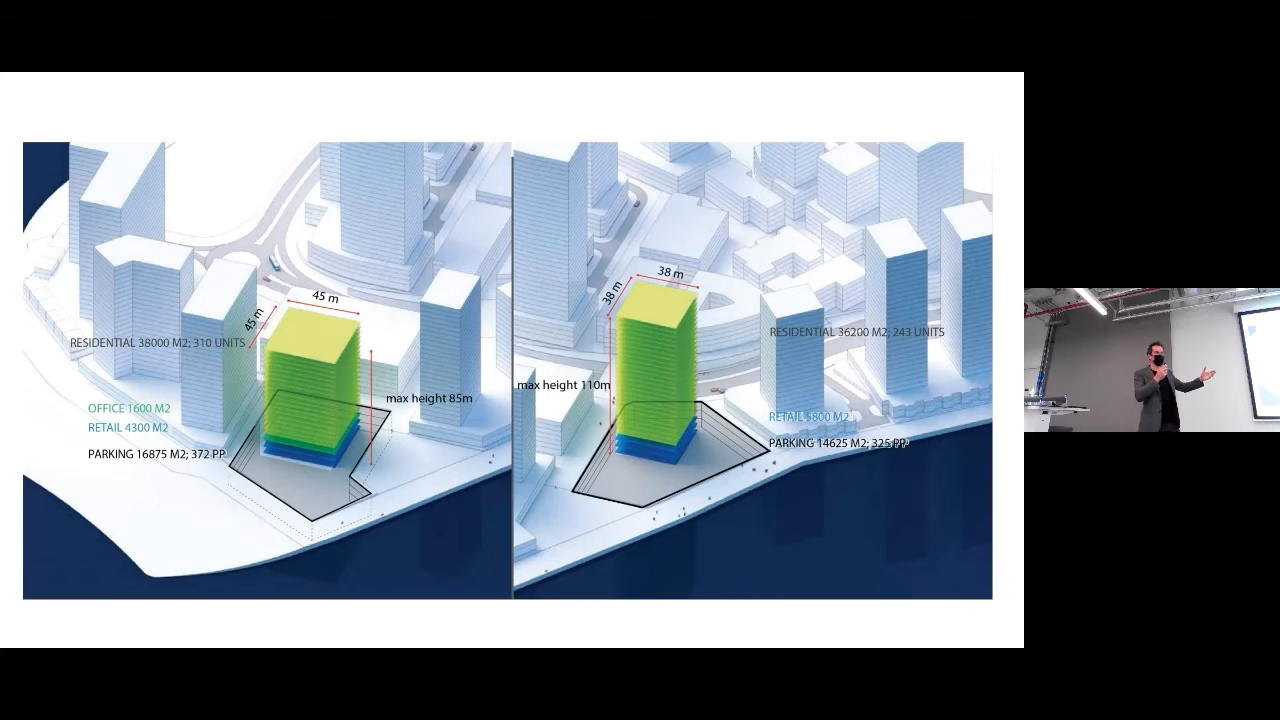 45 m
45 m
RESIDENTIAL 38000 M2; 310 UNITS
max height 85m
OFFICE 1600 M2
RETAIL 4300 M2
PARKING 16875 M2; 372 PP
38 m
38 m
RESIDENTIAL 36200 M2; 243 UNITS
max height 110m
RETAIL 5800 M2
PARKING 14625 M2; 325 PP